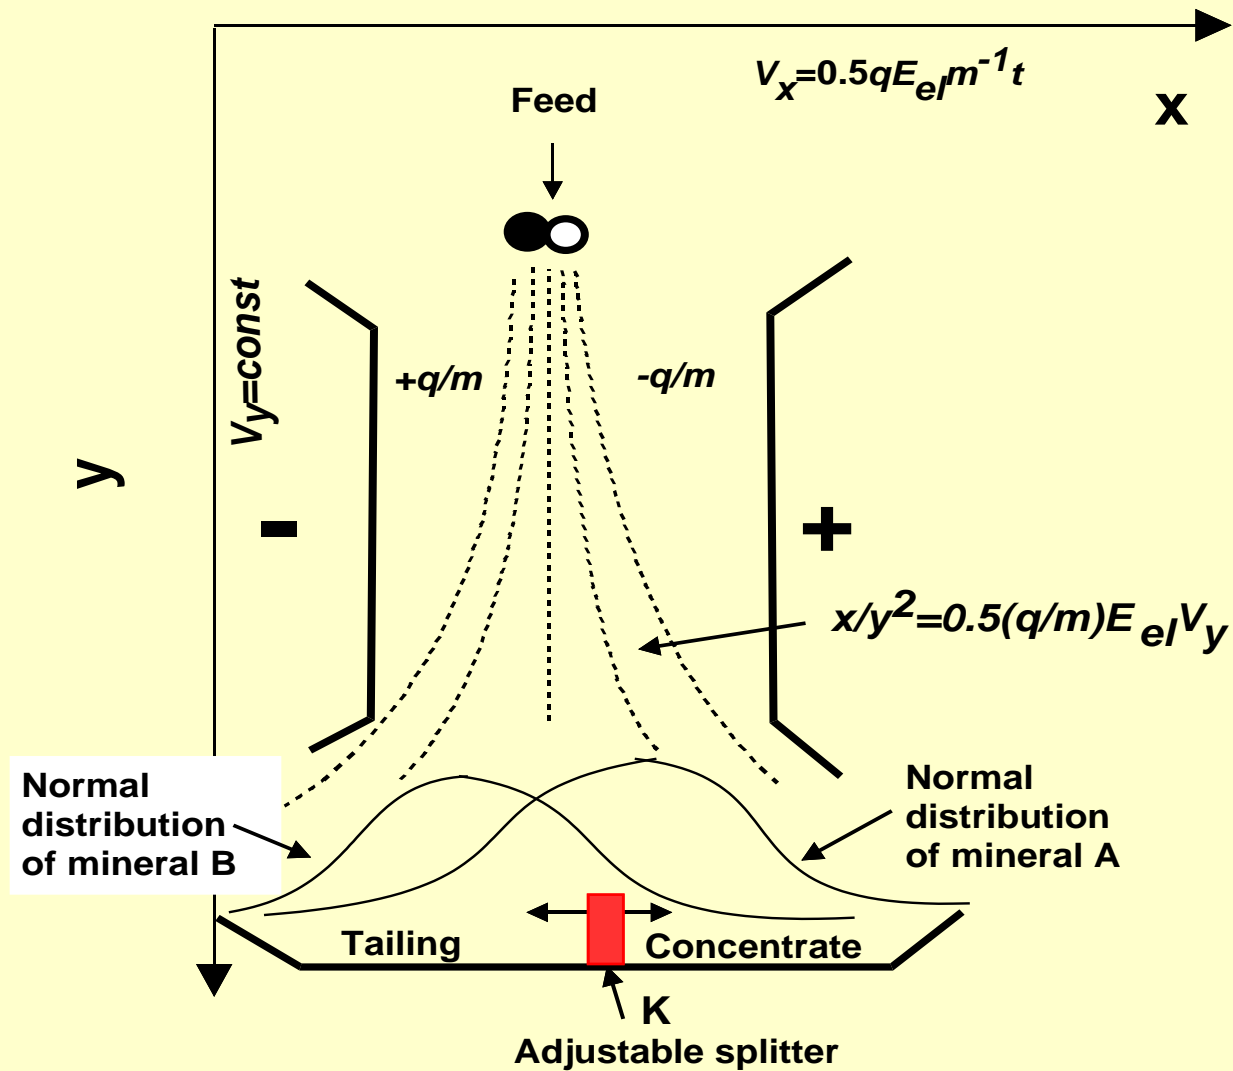 Vx=0.5qEelm-1t
x
Feed
Vy=const
+q/m
-q/m
y
-
+
x/y2=0.5(q/m)EelVy
Normal
distribution
of mineral B
Normal
distribution
of mineral A
Tailing
Concentrate
K
Adjustable splitter